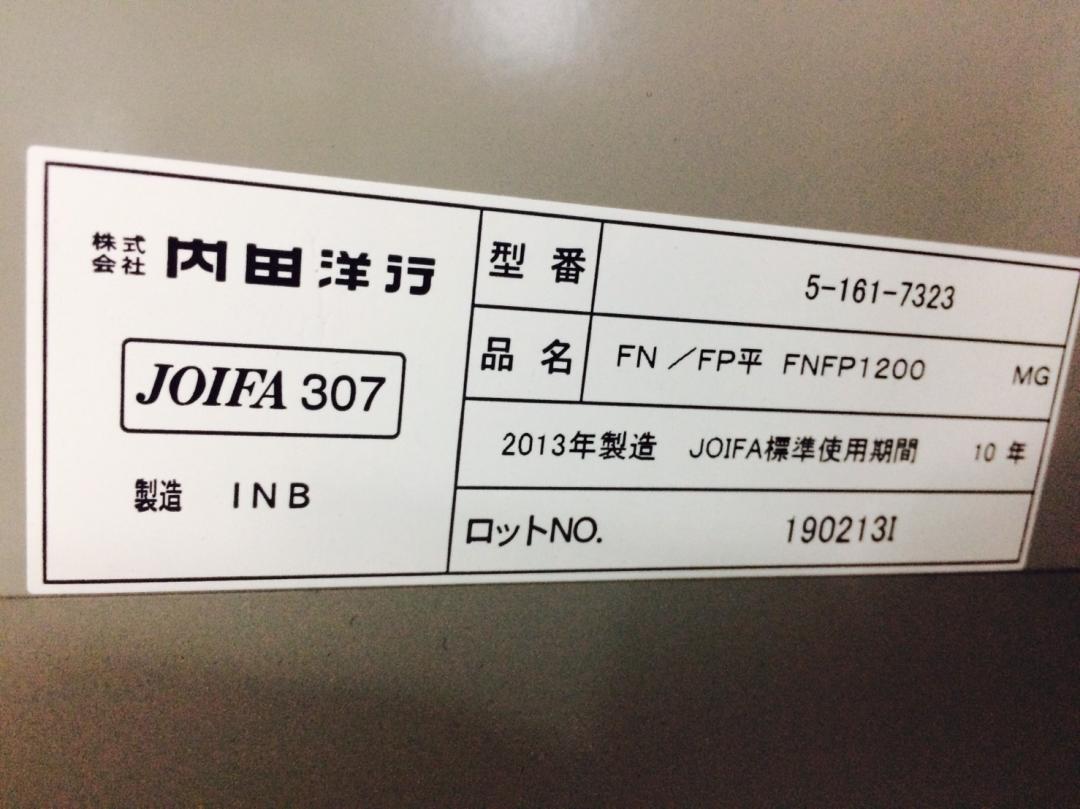 株式会社 内田洋行
JOIFA 307
製造 INB
型番 5-161-7323
品名 FN ／FP平 FNFP1200 MG
2013年製造 JOIFA標準使用期間 10年
ロットNO. 190213I